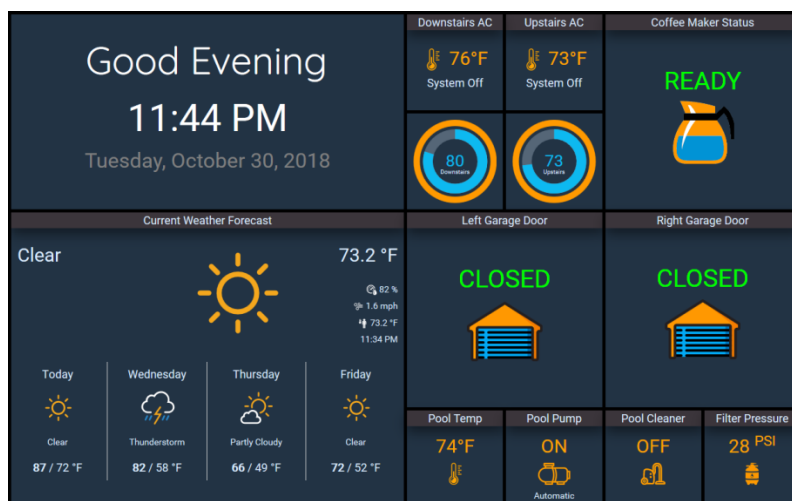 Good Evening
11:44 PM
Tuesday, October 30, 2018
Downstairs AC
76°F
System Off
Upstairs AC
73°F
System Off
80
Downstairs
73
Upstairs
Coffee Maker Status
READY
Current Weather Forecast
Clear
73.2 °F
82 %
1.6 mph
73.2 °F
11:34 PM
Today
Clear
87 / 72 °F
Wednesday
Thunderstorm
82 / 58 °F
Thursday
Partly Cloudy
66 / 49 °F
Friday
Clear
72 / 52 °F
Left Garage Door
CLOSED
Right Garage Door
CLOSED
Pool Temp
74°F
Pool Pump
ON
Automatic
Pool Cleaner
OFF
Filter Pressure
28 PSI